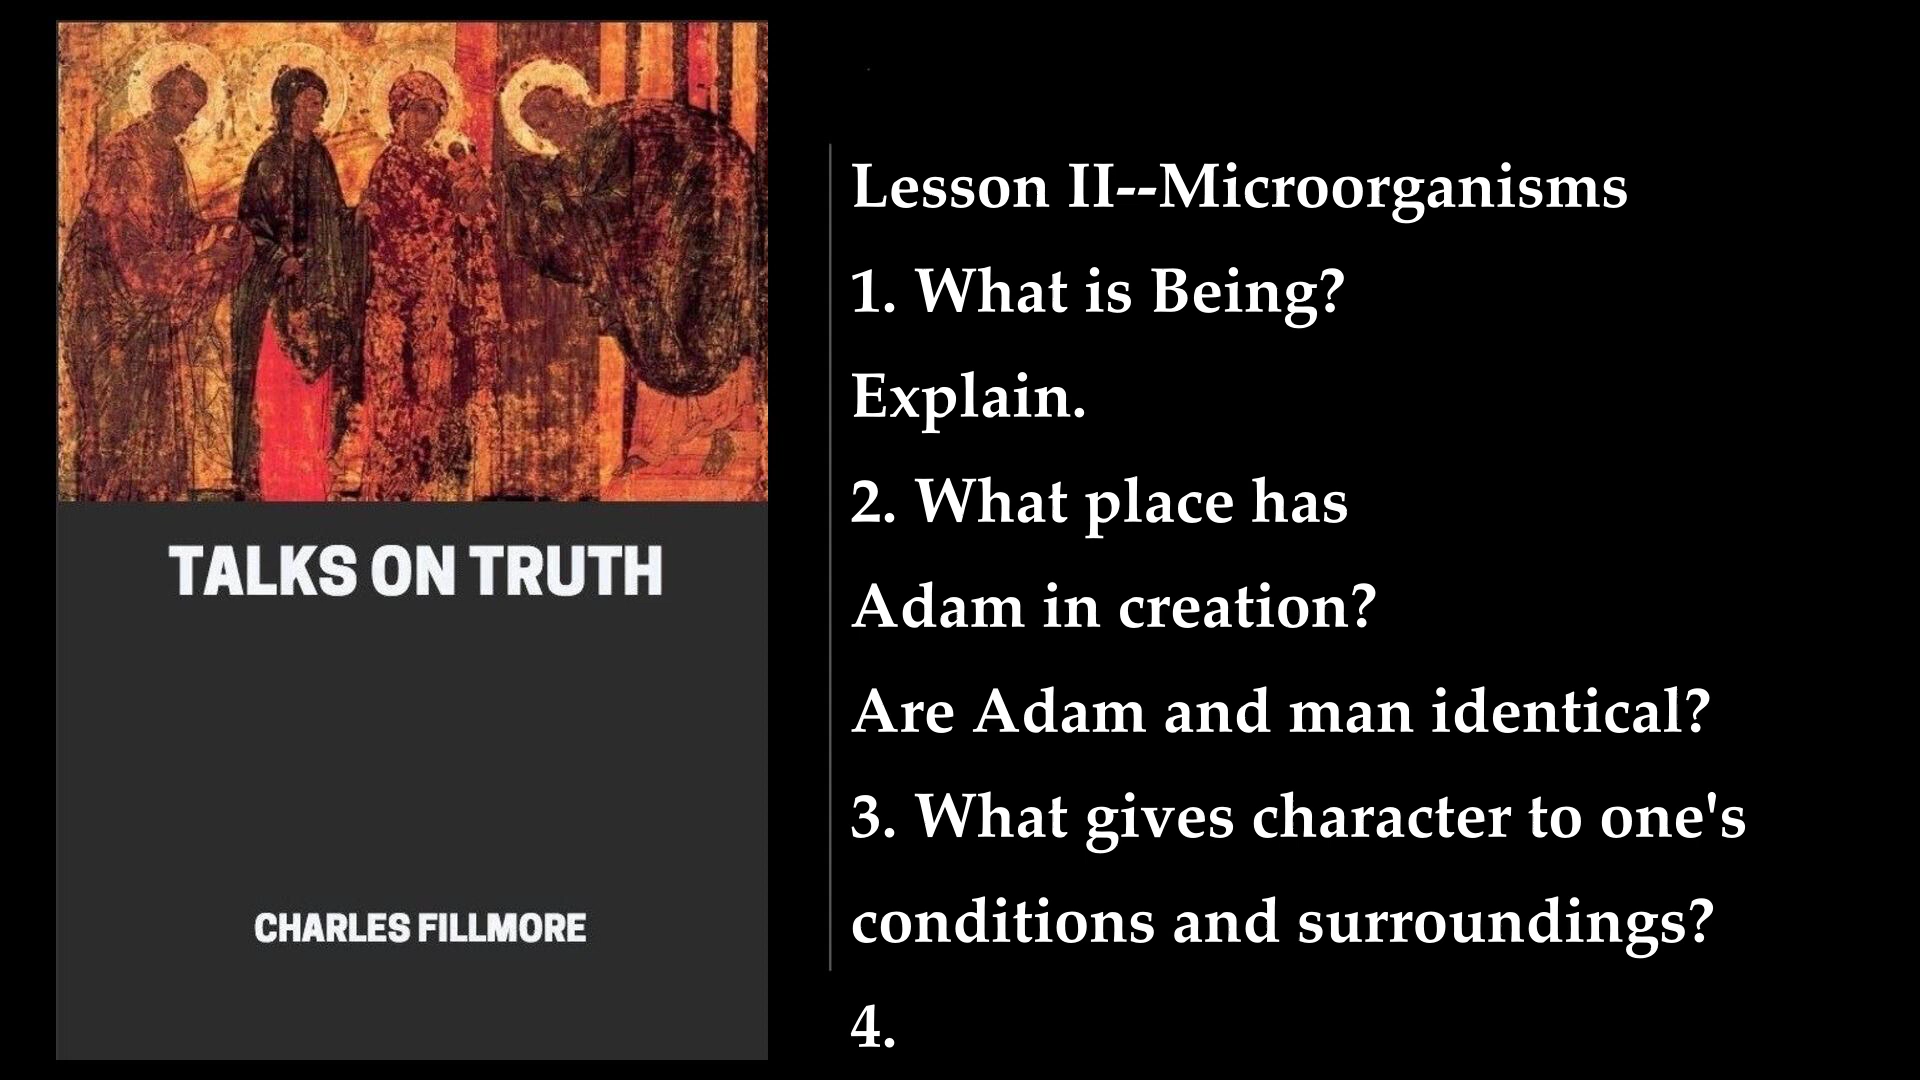 TALKS ON TRUTH
CHARLES FILLMORE
Lesson II--Microorganisms
1. What is Being?
Explain.
2. What place has
Adam in creation?
Are Adam and man identical?
3. What gives character to one's
conditions and surroundings?
4.